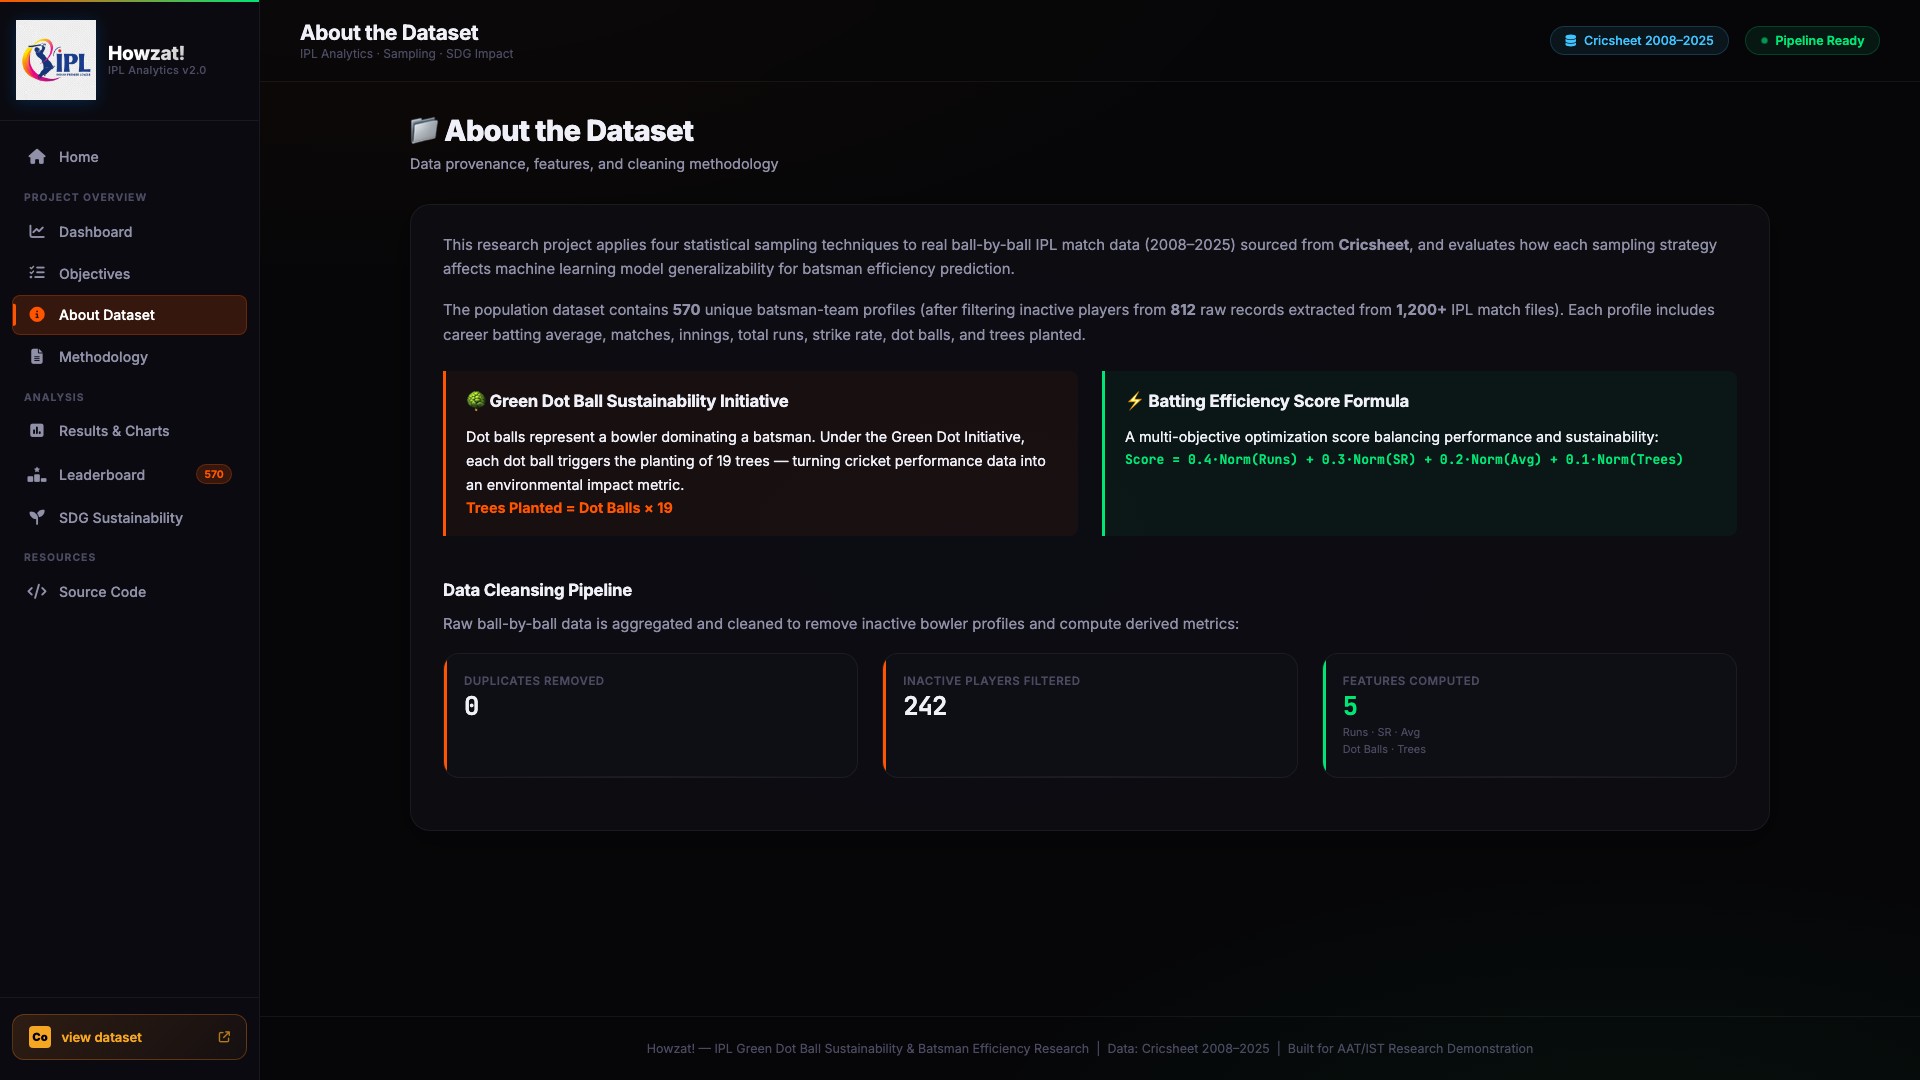 IPL
Howzat!
IPL Analytics v2.0
Home
PROJECT OVERVIEW
Dashboard
Objectives
About Dataset
Methodology
ANALYSIS
Results & Charts
Leaderboard 570
SDG Sustainability
RESOURCES
Source Code
Co view dataset
About the Dataset
IPL Analytics · Sampling · SDG Impact
Cricsheet 2008–2025
Pipeline Ready
About the Dataset
Data provenance, features, and cleaning methodology
This research project applies four statistical sampling techniques to real ball-by-ball IPL match data (2008–2025) sourced from Cricsheet, and evaluates how each sampling strategy
affects machine learning model generalizability for batsman efficiency prediction.
The population dataset contains 570 unique batsman-team profiles (after filtering inactive players from 812 raw records extracted from 1,200+ IPL match files). Each profile includes
career batting average, matches, innings, total runs, strike rate, dot balls, and trees planted.
🌳 Green Dot Ball Sustainability Initiative
Dot balls represent a bowler dominating a batsman. Under the Green Dot Initiative,
each dot ball triggers the planting of 19 trees — turning cricket performance data into
an environmental impact metric.
Trees Planted = Dot Balls × 19
⚡ Batting Efficiency Score Formula
A multi-objective optimization score balancing performance and sustainability:
Score = 0.4·Norm(Runs) + 0.3·Norm(SR) + 0.2·Norm(Avg) + 0.1·Norm(Trees)
Data Cleansing Pipeline
Raw ball-by-ball data is aggregated and cleaned to remove inactive bowler profiles and compute derived metrics:
DUPLICATES REMOVED
0
INACTIVE PLAYERS FILTERED
242
FEATURES COMPUTED
5
Runs · SR · Avg
Dot Balls · Trees
Howzat! — IPL Green Dot Ball Sustainability & Batsman Efficiency Research | Data: Cricsheet 2008–2025 | Built for AAT/IST Research Demonstration